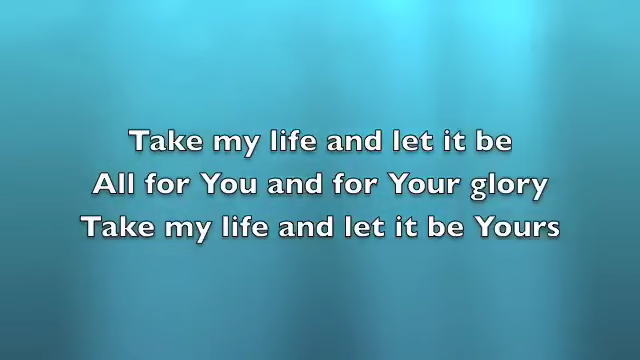 Take my life and let it be
All for You and for Your glory
Take my life and let it be Yours